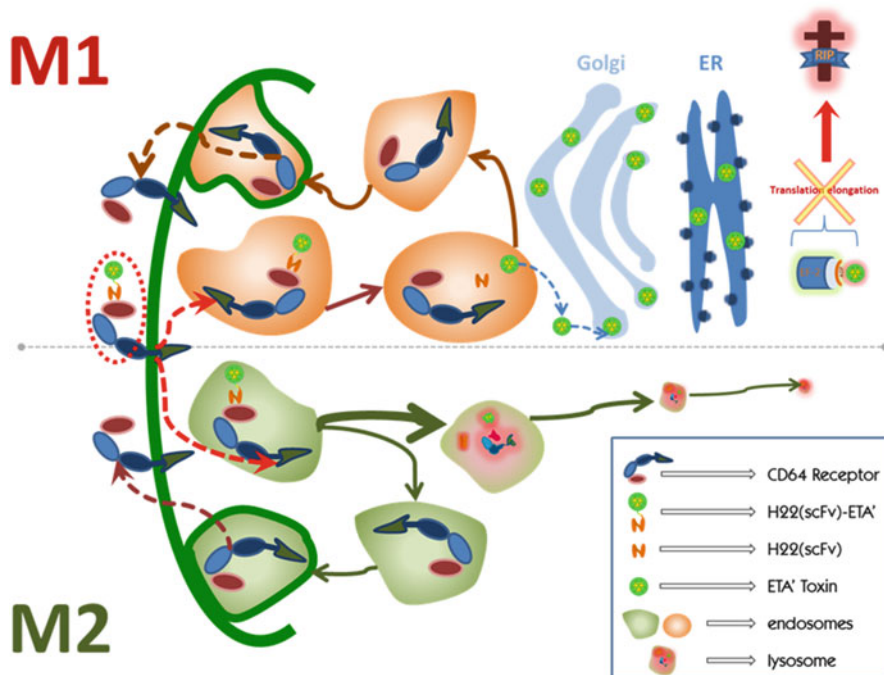 M1
Golgi
ER
RIP
Translation elongation
M2
CD64 Receptor
H22(scFv)-ETA'
H22(scFv)
ETA' Toxin
endosomes
lysosome